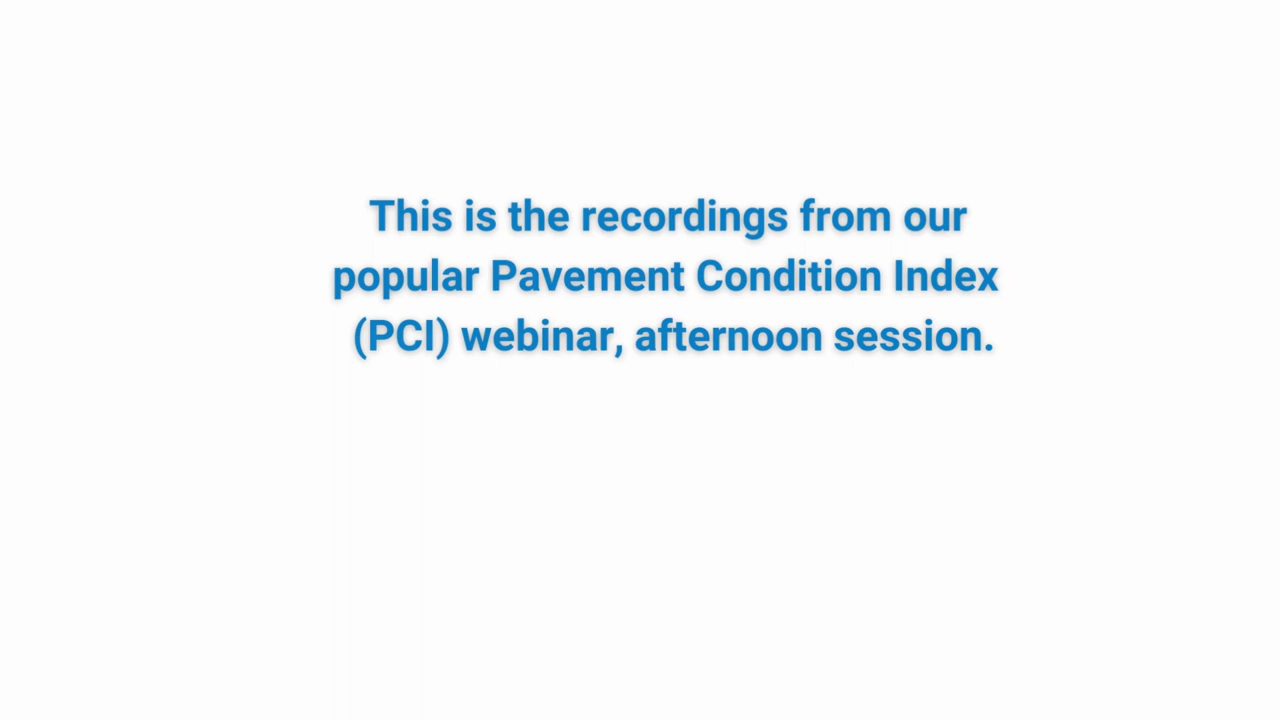 This is the recordings from our
popular Pavement Condition Index
(PCI) webinar, afternoon session.